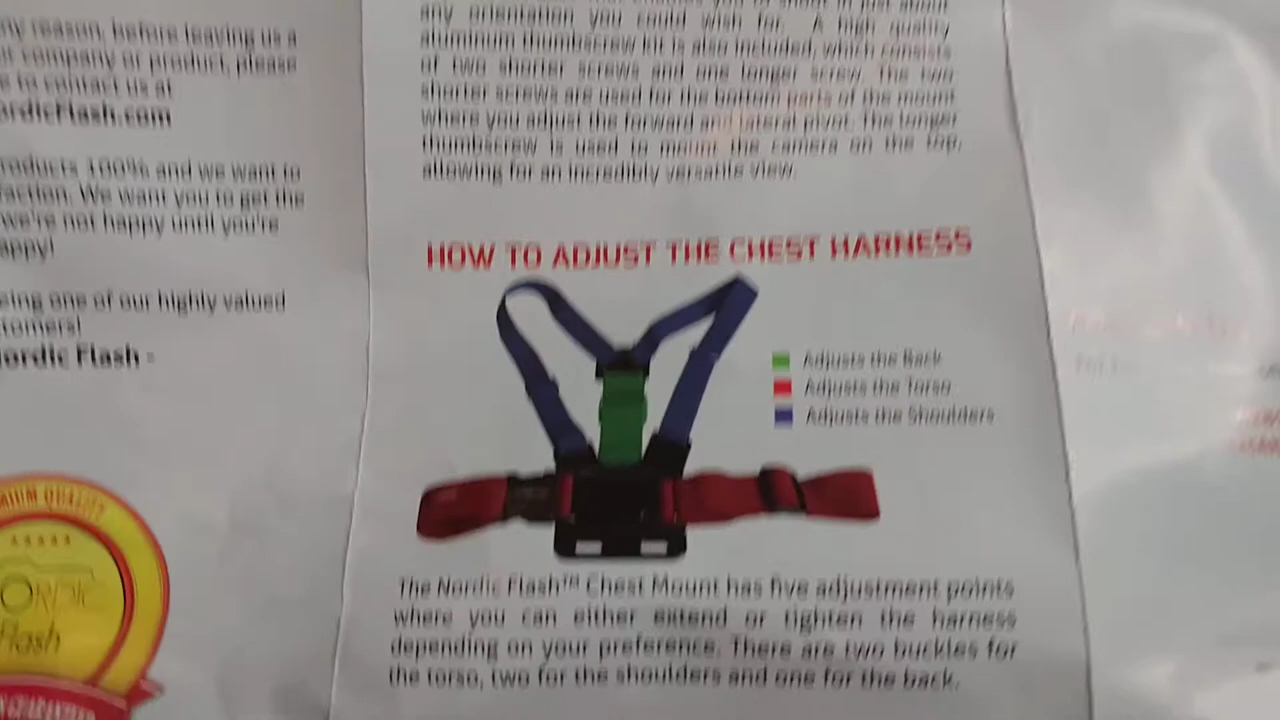 ny reason, before leaving us a
company or product, please
e to contact us at
ordicFlash.com
roducts 100% and we want to
faction. We want you to get the
we're not happy until you're
appy!
eing one of our highly valued
tomers!
Nordic Flash -
MIUM QUALITY
NORDIC
Flash
any orientation you could wish for. A high quality
aluminum thumbscrew kit is also included, which consists
of two shorter screws and one longer screw. The two
shorter screws are used for the bottom parts of the mount
where you adjust the forward and lateral pivot. The longer
thumbscrew is used to mount the camera on the top,
allowing for an incredibly versatile view.
HOW TO ADJUST THE CHEST HARNESS
Adjusts the Back
Adjusts the Torso
Adjusts the Shoulders
The Nordic Flash™ Chest Mount has five adjustment points
where you can either extend or tighten the harness
depending on your preference. There are two buckles for
the torso, two for the shoulders and one for the back.